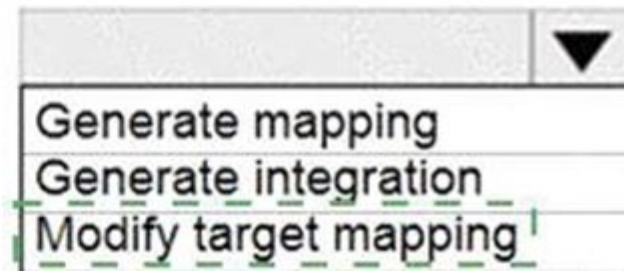 Generate mapping
Generate integration
Modify target mapping